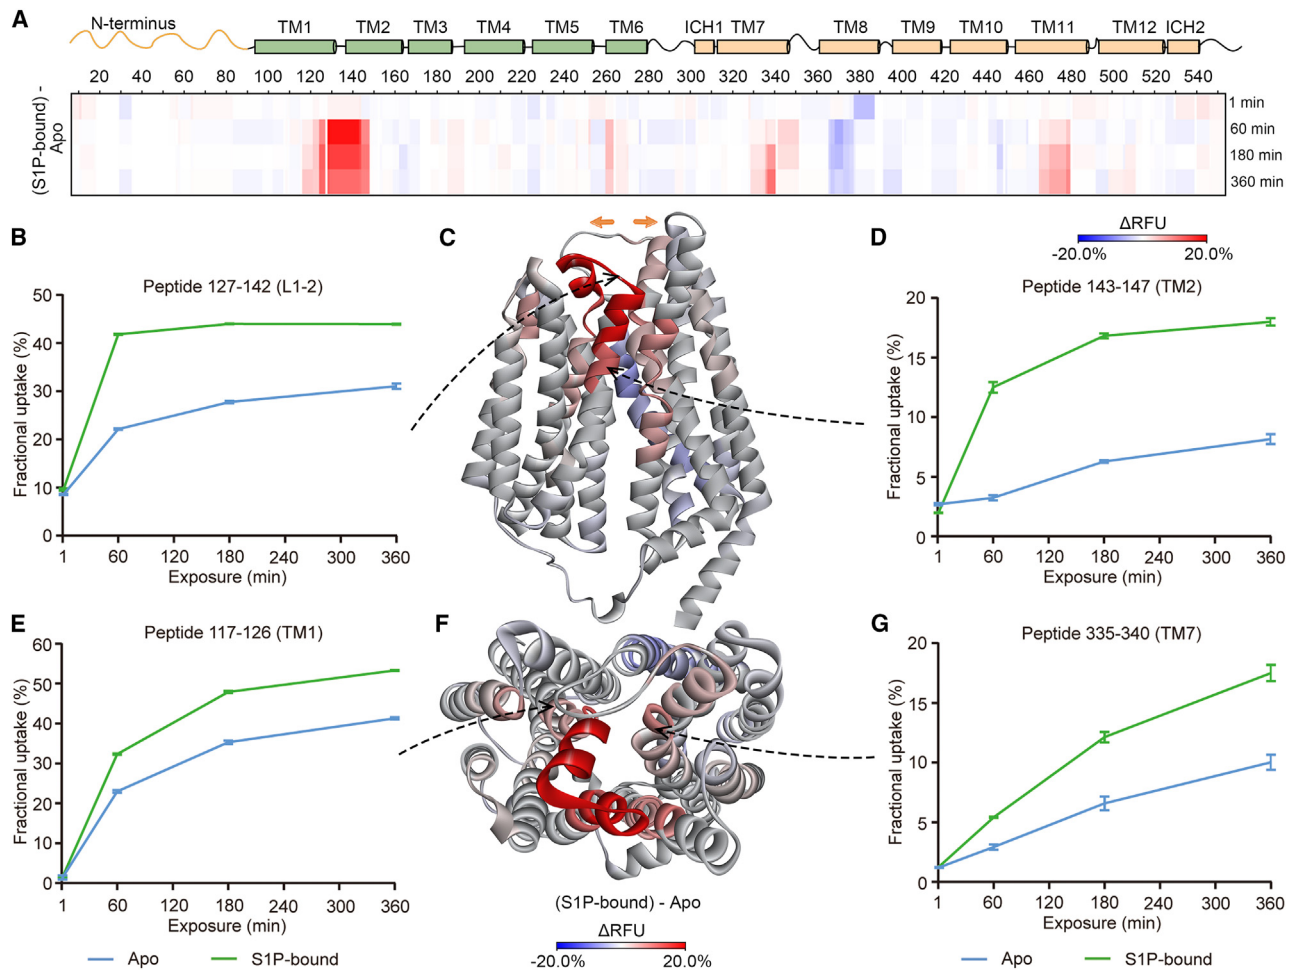 A
N-terminus TM1 TM2 TM3 TM4 TM5 TM6 ICH1 TM7 TM8 TM9 TM10 TM11 TM12 ICH2
20 40 60 80 100 120 140 160 180 200 220 240 260 280 300 320 340 360 380 400 420 440 460 480 500 520 540
(S1P-bound) -
Apo
1 min
60 min
180 min
360 min
B
Peptide 127-142 (L1-2)
Fractional uptake (%)
50
40
30
20
10
0
1 60 120 180 240 300 360
Exposure (min)
C
D
ΔRFU
-20.0% 20.0%
Peptide 143-147 (TM2)
Fractional uptake (%)
20
15
10
5
0
1 60 120 180 240 300 360
Exposure (min)
E
Peptide 117-126 (TM1)
Fractional uptake (%)
60
50
40
30
20
10
0
1 60 120 180 240 300 360
Exposure (min)
Apo S1P-bound
F
(S1P-bound) - Apo
ΔRFU
-20.0% 20.0%
G
Peptide 335-340 (TM7)
Fractional uptake (%)
20
15
10
5
0
1 60 120 180 240 300 360
Exposure (min)
Apo S1P-bound